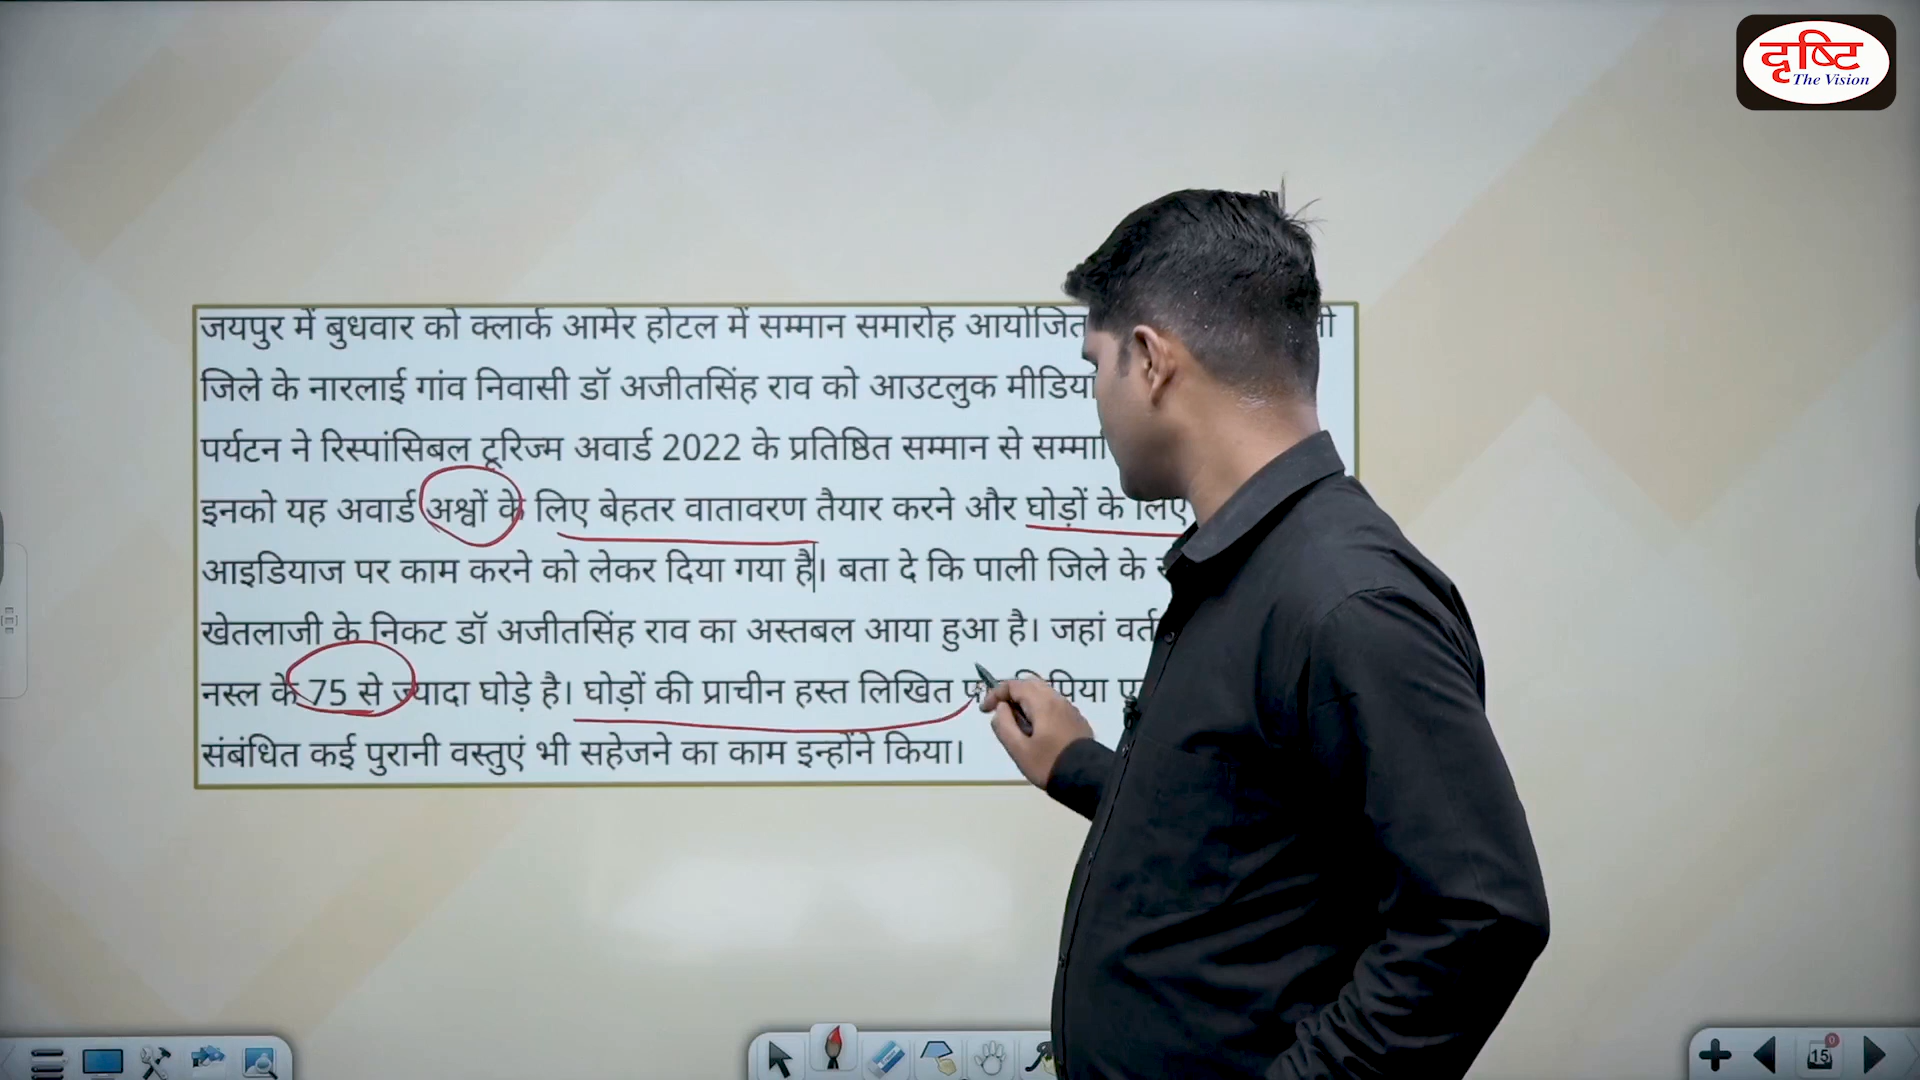 दृष्टि
The Vision
जयपुर में बुधवार को क्लार्क आमेर होटल में सम्मान समारोह आयोजित
जिले के नारलाई गांव निवासी डॉ अजीतसिंह राव को आउटलुक मीडिया
पर्यटन ने रिस्पांसिबल टूरिज्म अवार्ड 2022 के प्रतिष्ठित सम्मान से
इनको यह अवार्ड अश्वों के लिए बेहतर वातावरण तैयार करने और घोड़ों के लिए
आइडियाज पर काम करने को लेकर दिया गया है। बता दे कि पाली जिले के
खेतलाजी के निकट डॉ अजीतसिंह राव का अस्तबल आया हुआ है। जहां
नस्ल के 75 से ज्यादा घोड़े है। घोड़ों की प्राचीन हस्त लिखित
संबंधित कई पुरानी वस्तुएं भी सहेजने का काम इन्होंने किया।
15
0